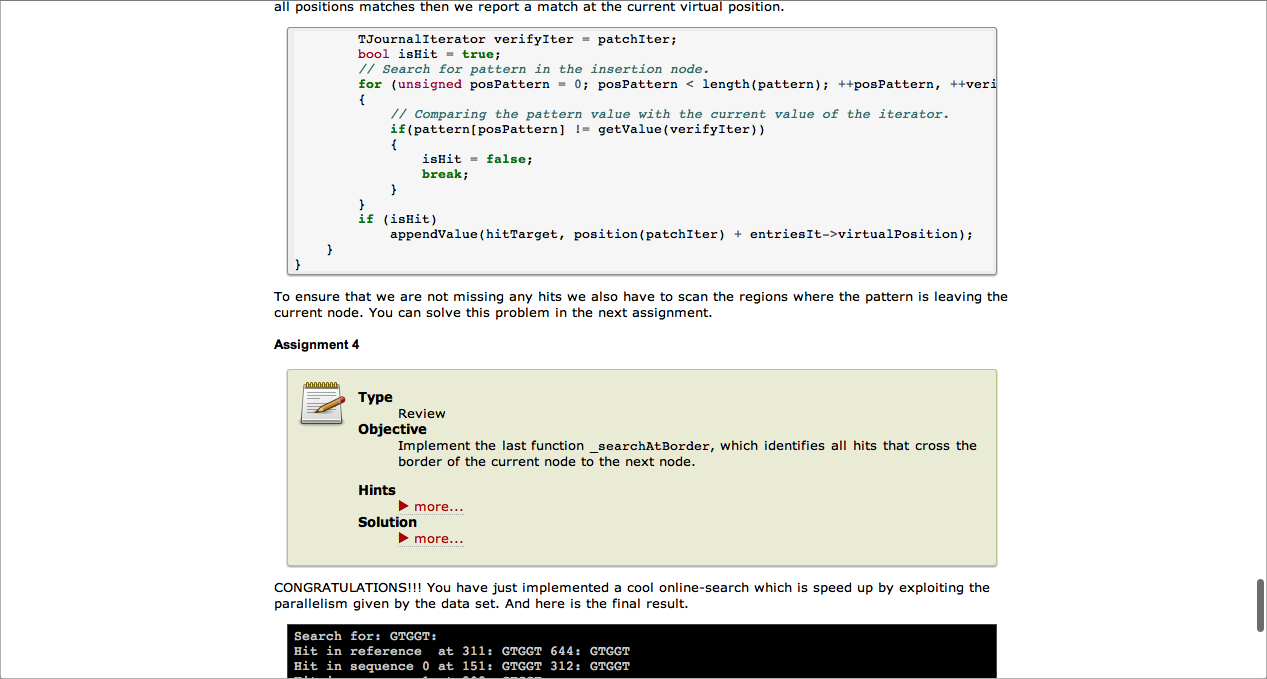 all positions matches then we report a match at the current virtual position.
TJournalIterator verifyIter = patchIter;
bool isHit = true;
// Search for pattern in the insertion node.
for (unsigned posPattern = 0; posPattern < length(pattern); ++posPattern, ++veri
{
// Comparing the pattern value with the current value of the iterator.
if(pattern[posPattern] != getValue(verifyIter))
{
isHit = false;
break;
}
}
if (isHit)
appendValue(hitTarget, position(patchIter) + entriesIt->virtualPosition);
}
}
To ensure that we are not missing any hits we also have to scan the regions where the pattern is leaving the
current node. You can solve this problem in the next assignment.
Assignment 4
Type
Review
Objective
Implement the last function _searchAtBorder, which identifies all hits that cross the
border of the current node to the next node.
Hints
more...
Solution
more...
CONGRATULATIONS!!! You have just implemented a cool online-search which is speed up by exploiting the
parallelism given by the data set. And here is the final result.
Search for: GTGGT:
Hit in reference  at 311: GTGGT 644: GTGGT
Hit in sequence 0 at 151: GTGGT 312: GTGGT